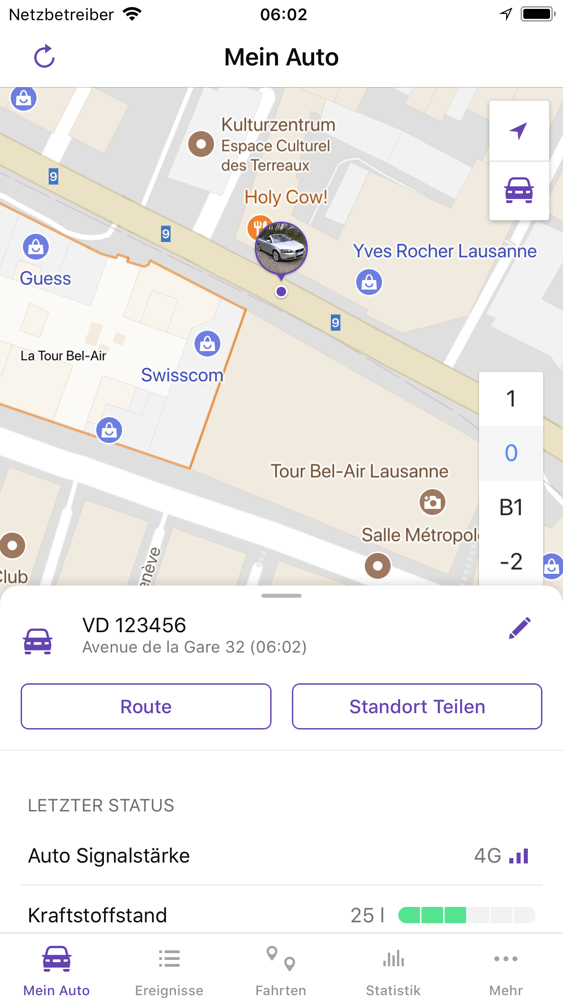 Netzbetreiber
06:02
Mein Auto
Kulturzentrum
Espace Culturel
des Terreaux
9
Holy Cow!
9
Yves Rocher Lausanne
Guess
9
La Tour Bel-Air
Swisscom
1
0
B1
-2
Tour Bel-Air Lausanne
Salle Métropol
Club
enève
VD 123456
Avenue de la Gare 32 (06:02)
Route
Standort Teilen
LETZTER STATUS
Auto Signalstärke
4G
Kraftstoffstand
25 l
Mein Auto
Ereignisse
Fahrten
Statistik
Mehr